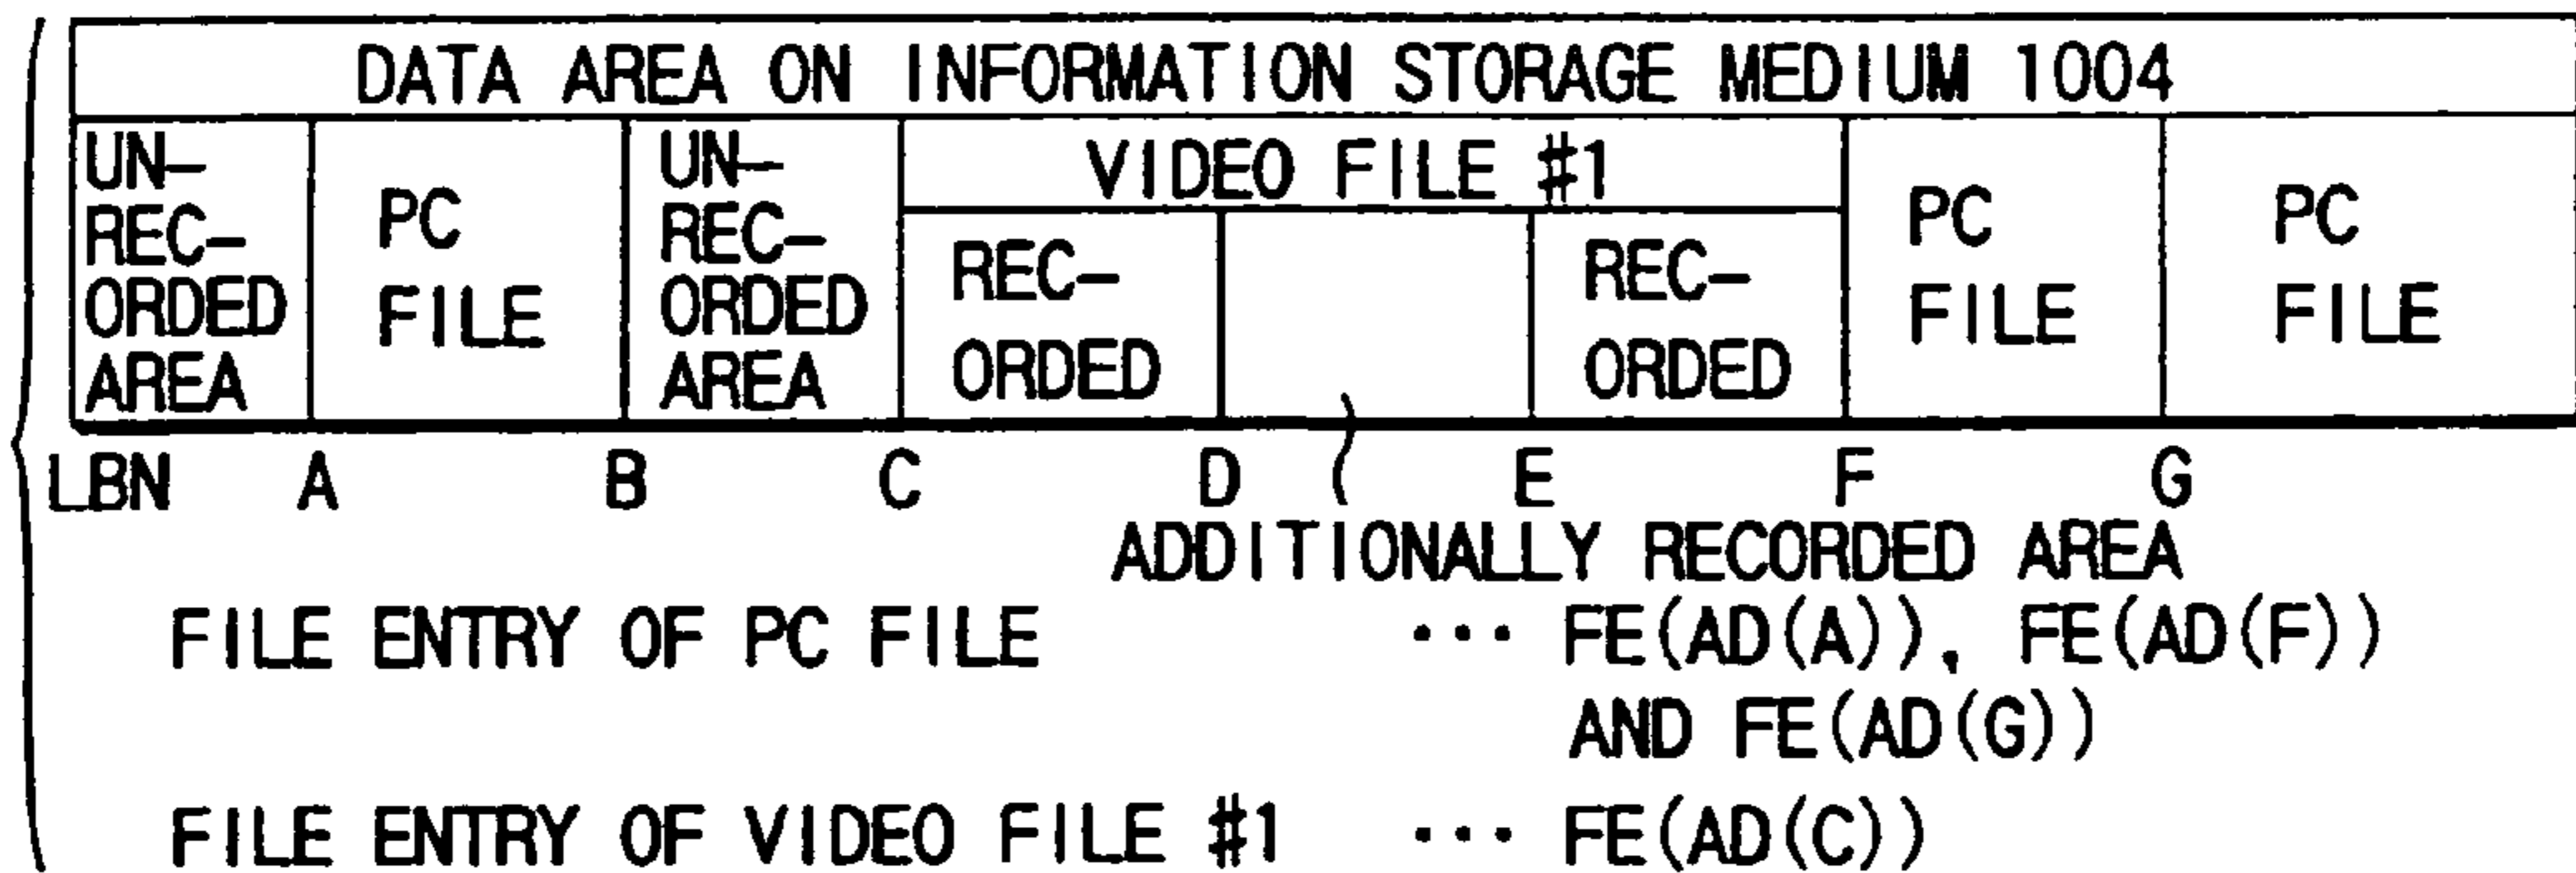 DATA AREA ON INFORMATION STORAGE MEDIUM 1004
UN-
REC-
ORDED
AREA
PC
FILE
UN-
REC-
ORDED
AREA
VIDEO FILE #1
REC-
ORDED
REC-
ORDED
PC
FILE
PC
FILE
LBN A B C D E F G
ADDITIONALLY RECORDED AREA
FILE ENTRY OF PC FILE ··· FE(AD(A)), FE(AD(F))
AND FE(AD(G))
FILE ENTRY OF VIDEO FILE #1 ··· FE(AD(C))